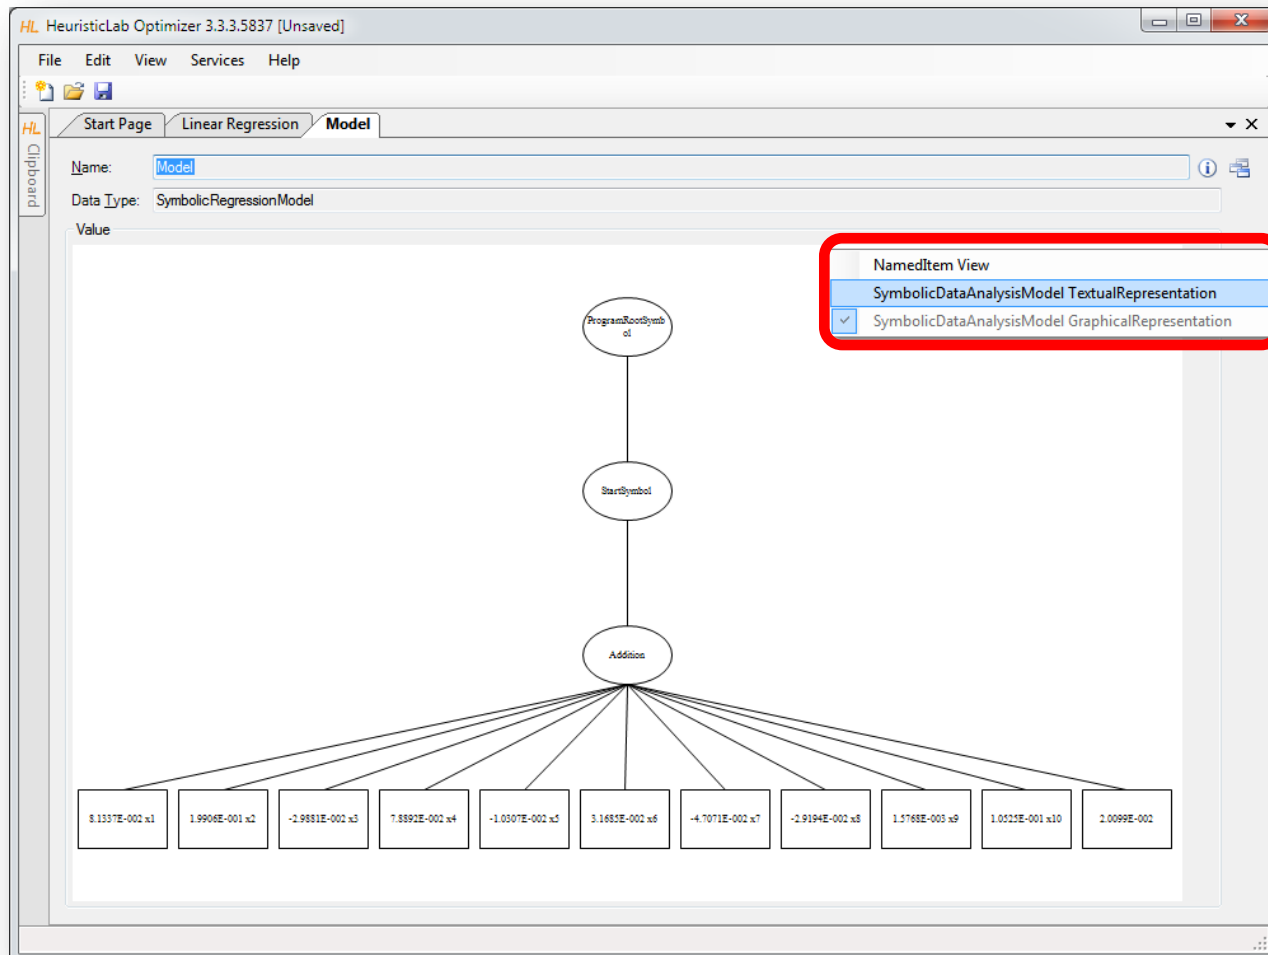 HL HeuristicLab Optimizer 3.3.3.5837 [Unsaved]
File Edit View Services Help
HL Clipboard
Start Page Linear Regression Model
Name: Model
Data Type: SymbolicRegressionModel
Value
NamedItem View
SymbolicDataAnalysisModel TextualRepresentation
SymbolicDataAnalysisModel GraphicalRepresentation
ProgramRootSymb
ol
StartSymbol
Addition
8.1337E-002 x1 1.9906E-001 x2 -2.9881E-002 x3 7.8892E-002 x4 -1.0307E-002 x5 3.1685E-002 x6 -4.7071E-002 x7 -2.9194E-002 x8 1.5768E-003 x9 1.0525E-001 x10 2.0099E-002